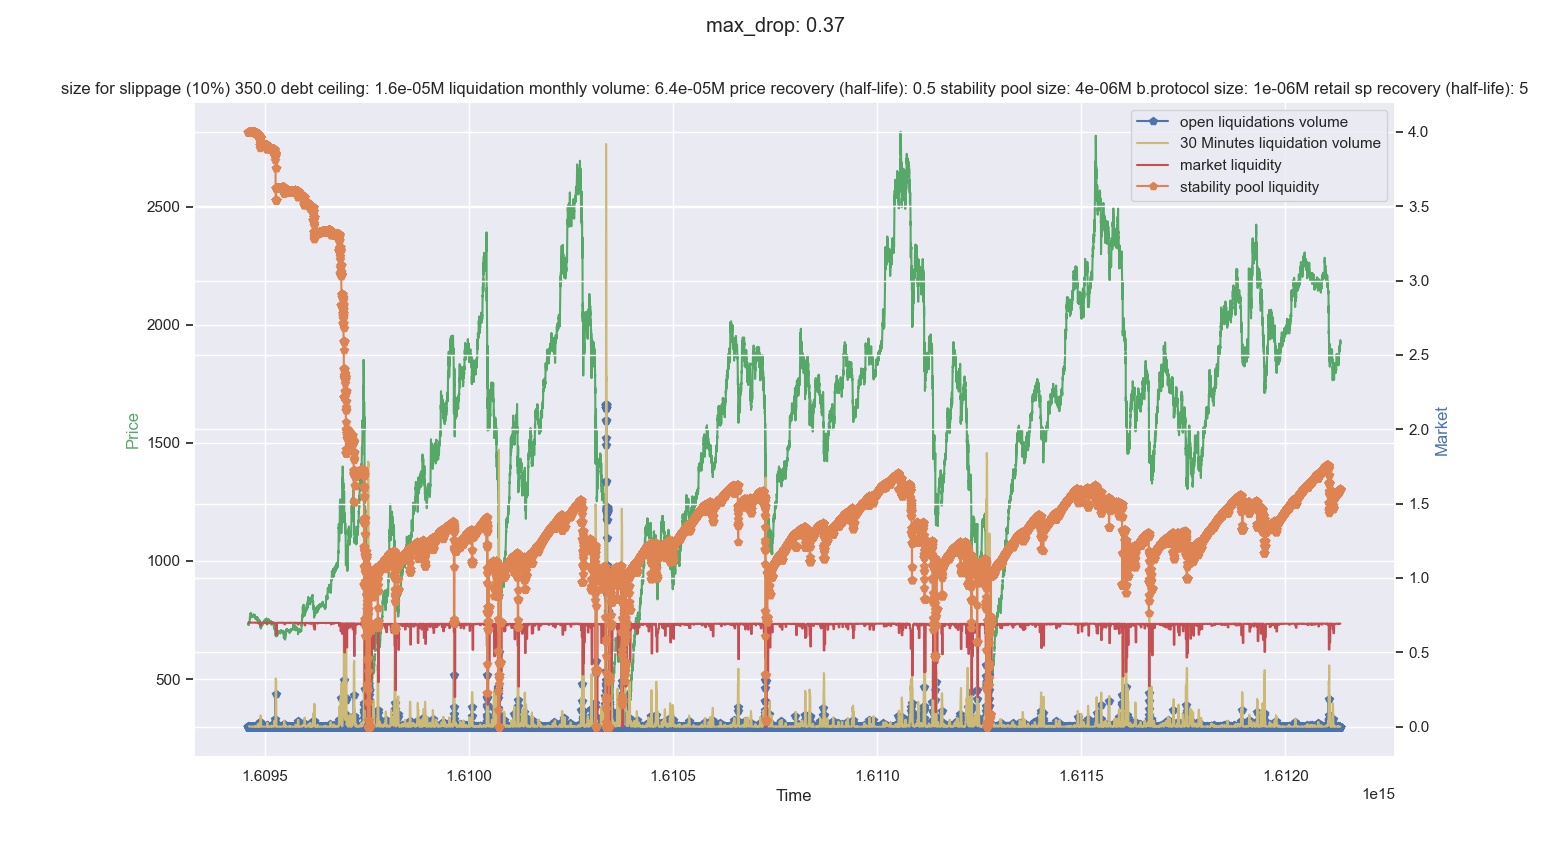 max_drop: 0.37
size for slippage (10%) 350.0 debt ceiling: 1.6e-05M liquidation monthly volume: 6.4e-05M price recovery (half-life): 0.5 stability pool size: 4e-06M b.protocol size: 1e-06M retail sp recovery (half-life): 5
open liquidations volume
30 Minutes liquidation volume
market liquidity
stability pool liquidity
2500
2000
1500
1000
500
Price
4.0
3.5
3.0
2.5
2.0
1.5
1.0
0.5
0.0
Market
1.6095 1.6100 1.6105 1.6110 1.6115 1.6120
Time
1e15